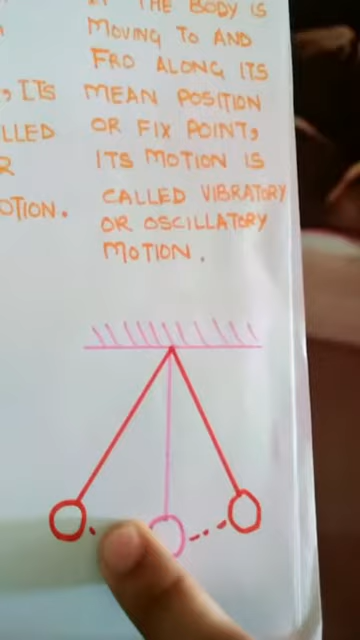 THE BODY IS
MOVING TO AND
FRO ALONG ITS
MEAN POSITION
OR FIX POINT,
ITS MOTION IS
CALLED VIBRATORY
OR OSCILLATORY
MOTION.
, ITS